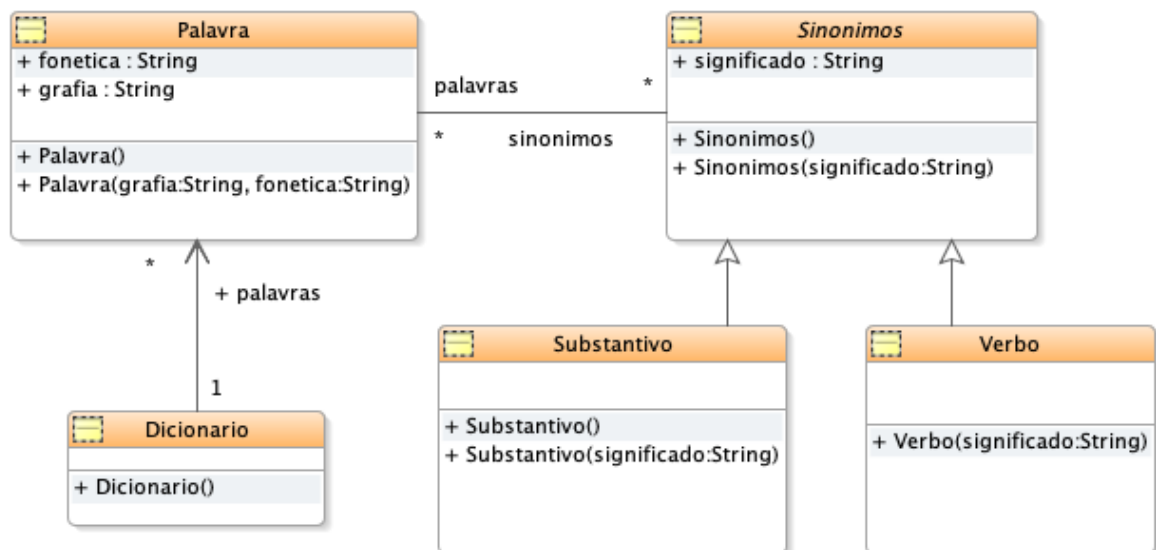 Palavra
+ fonetica : String
+ grafia : String
+ Palavra()
+ Palavra(grafia:String, fonetica:String)
palavras
*
*
sinonimos
Sinonimos
+ significado : String
+ Sinonimos()
+ Sinonimos(significado:String)
*
+ palavras
1
Dicionario
+ Dicionario()
Substantivo
+ Substantivo()
+ Substantivo(significado:String)
Verbo
+ Verbo(significado:String)